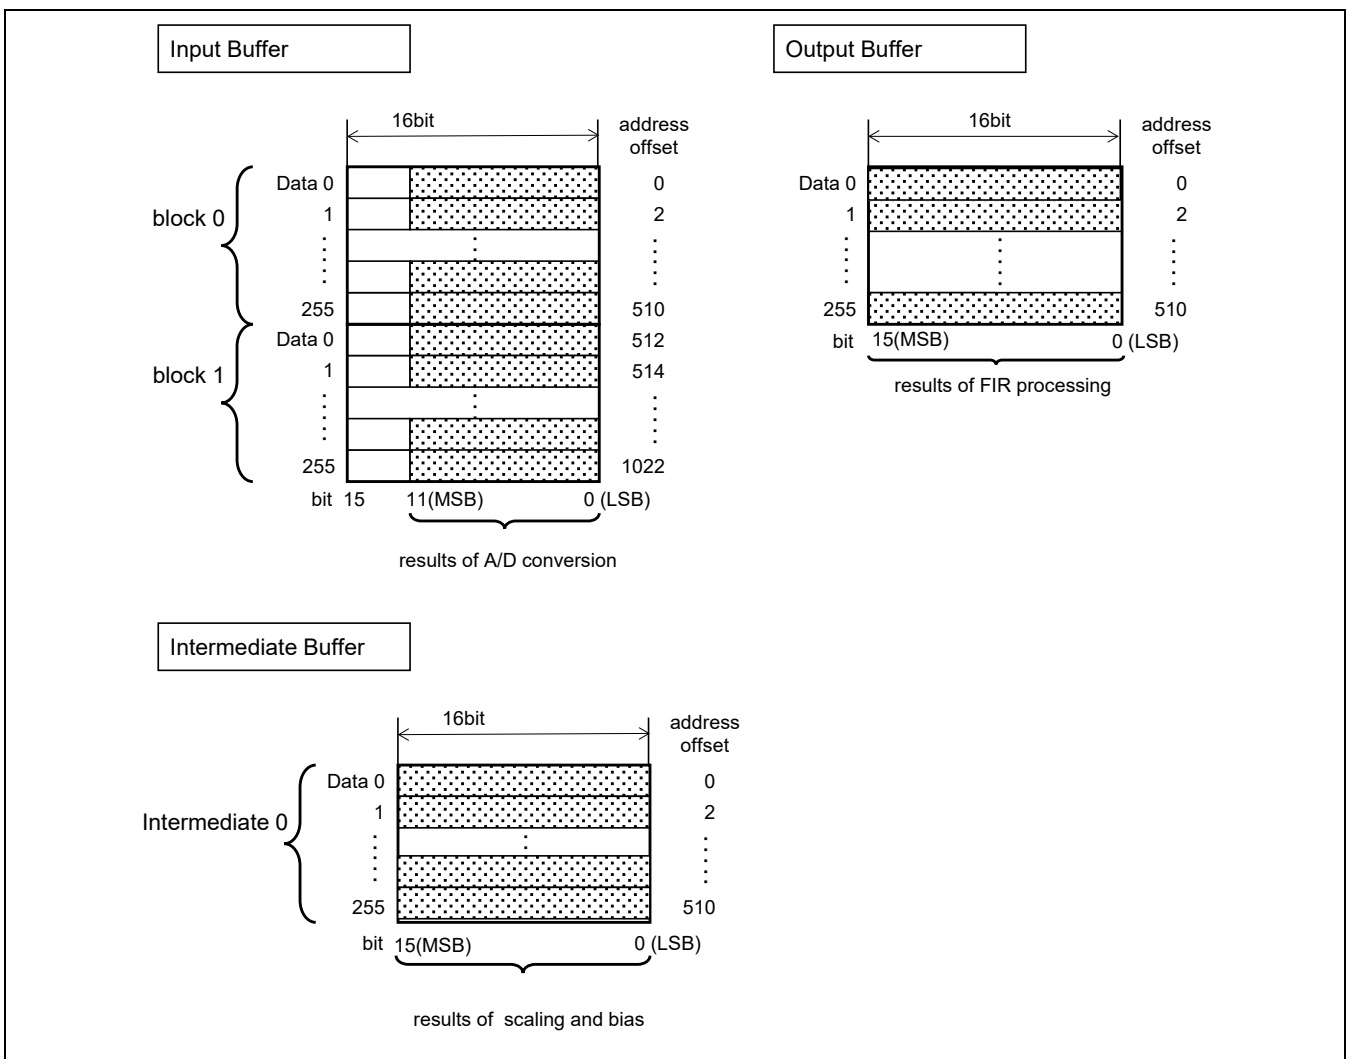 Input Buffer
16bit
address
offset
Data 0 0
block 0
1 2
255 510
Data 0 512
block 1
1 514
255 1022
bit 15 11(MSB) 0 (LSB)
results of A/D conversion
Output Buffer
16bit
address
offset
Data 0 0
1 2
255 510
bit 15(MSB) 0 (LSB)
results of FIR processing
Intermediate Buffer
16bit
address
offset
Data 0 0
1 2
Intermediate 0
255 510
bit 15(MSB) 0 (LSB)
results of scaling and bias